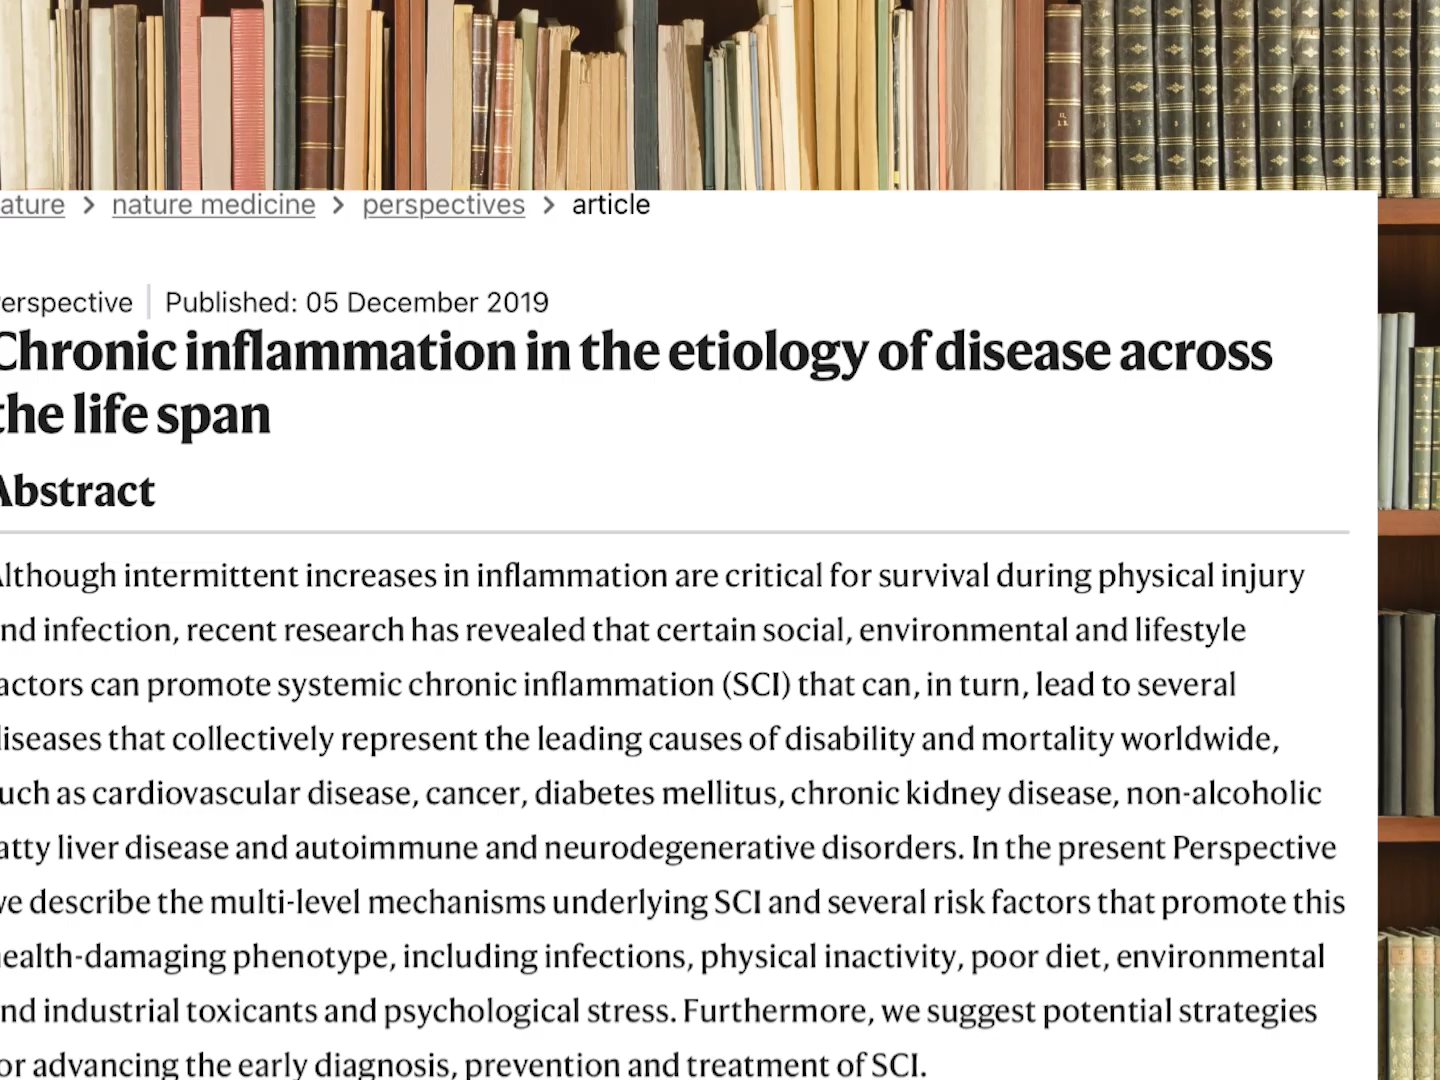 ature > nature medicine > perspectives > article
erspective | Published: 05 December 2019
Chronic inflammation in the etiology of disease across
the life span
Abstract
Although intermittent increases in inflammation are critical for survival during physical injury
nd infection, recent research has revealed that certain social, environmental and lifestyle
actors can promote systemic chronic inflammation (SCI) that can, in turn, lead to several
diseases that collectively represent the leading causes of disability and mortality worldwide,
uch as cardiovascular disease, cancer, diabetes mellitus, chronic kidney disease, non-alcoholic
atty liver disease and autoimmune and neurodegenerative disorders. In the present Perspective
we describe the multi-level mechanisms underlying SCI and several risk factors that promote this
health-damaging phenotype, including infections, physical inactivity, poor diet, environmental
nd industrial toxicants and psychological stress. Furthermore, we suggest potential strategies
or advancing the early diagnosis, prevention and treatment of SCI.